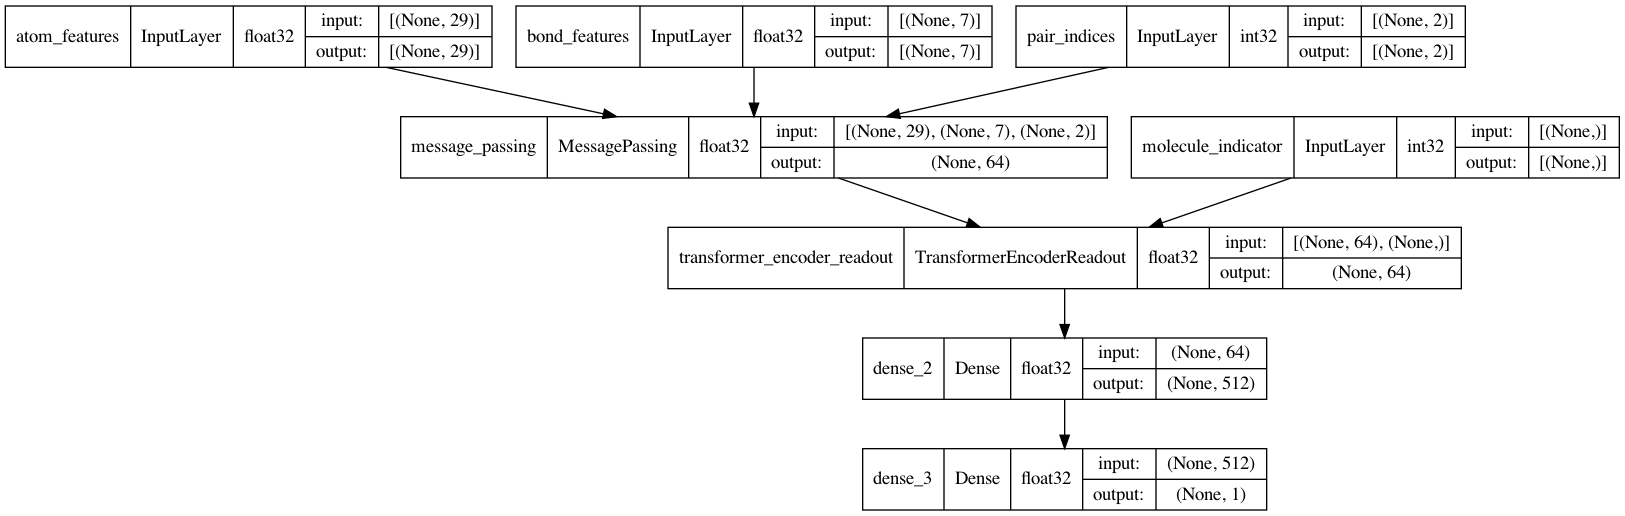 atom_features InputLayer float32 input: [(None, 29)]
output: [(None, 29)]
bond_features InputLayer float32 input: [(None, 7)]
output: [(None, 7)]
pair_indices InputLayer int32 input: [(None, 2)]
output: [(None, 2)]
message_passing MessagePassing float32 input: [(None, 29), (None, 7), (None, 2)]
output: (None, 64)
molecule_indicator InputLayer int32 input: [(None,)]
output: [(None,)]
transformer_encoder_readout TransformerEncoderReadout float32 input: [(None, 64), (None,)]
output: (None, 64)
dense_2 Dense float32 input: (None, 64)
output: (None, 512)
dense_3 Dense float32 input: (None, 512)
output: (None, 1)